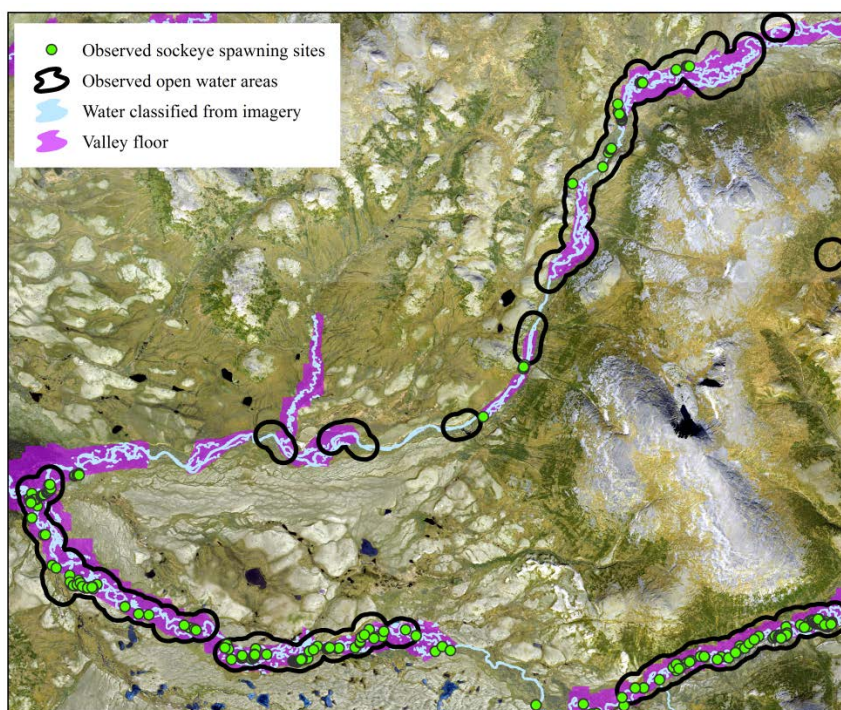 Observed sockeye spawning sites
Observed open water areas
Water classified from imagery
Valley floor